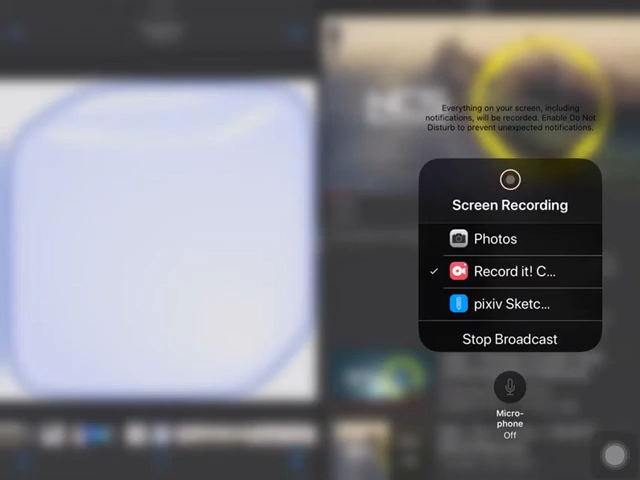 Everything on your screen, including
notifications, will be recorded. Enable Do Not
Disturb to prevent unexpected notifications.
Screen Recording
Photos
Record it! C...
pixiv Sketc...
Stop Broadcast
Micro-
phone
Off